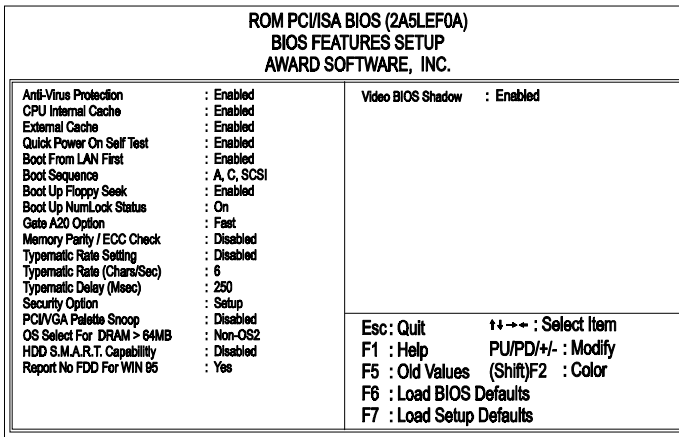 ROM PCI/ISA BIOS (2A5LEF0A)
BIOS FEATURES SETUP
AWARD SOFTWARE, INC.
Anti-Virus Protection : Enabled
CPU Internal Cache : Enabled
External Cache : Enabled
Quick Power On Self Test : Enabled
Boot From LAN First : Enabled
Boot Sequence : A, C, SCSI
Boot Up Floppy Seek : Enabled
Boot Up NumLock Status : On
Gate A20 Option : Fast
Memory Parity / ECC Check : Disabled
Typematic Rate Setting : Disabled
Typematic Rate (Chars/Sec) : 6
Typematic Delay (Msec) : 250
Security Option : Setup
PCI/VGA Palette Snoop : Disabled
OS Select For DRAM > 64MB : Non-OS2
HDD S.M.A.R.T. Capability : Disabled
Report No FDD For WIN 95 : Yes
Video BIOS Shadow : Enabled
Esc : Quit ↑↓→← : Select Item
F1 : Help PU/PD/+/- : Modify
F5 : Old Values (Shift)F2 : Color
F6 : Load BIOS Defaults
F7 : Load Setup Defaults